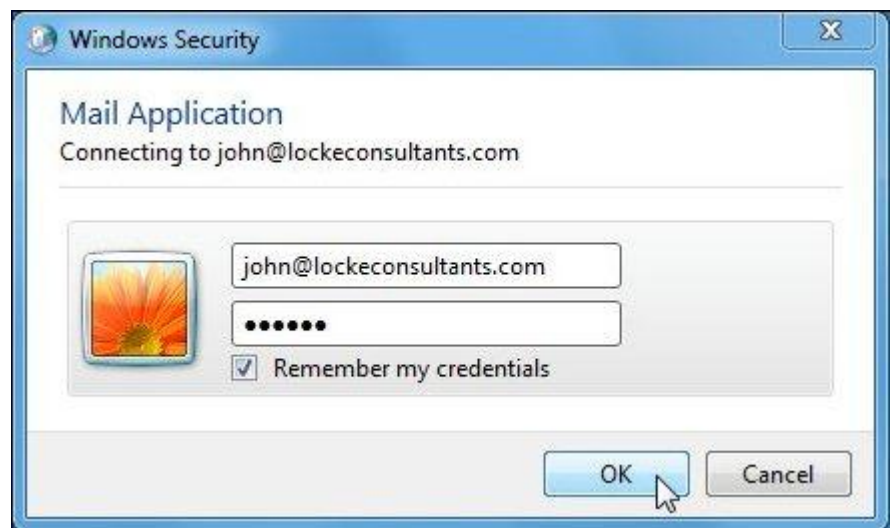 Windows Security
Mail Application
Connecting to john@lockeconsultants.com
john@lockeconsultants.com
••••••
Remember my credentials
OK
Cancel